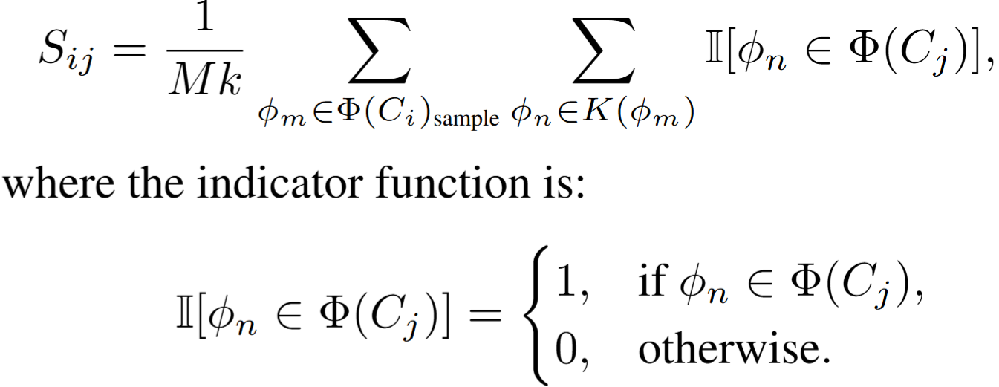 S_{ij} = \frac{1}{Mk} \sum_{\phi_m \in \Phi(C_i)_{\text{sample}}} \sum_{\phi_n \in K(\phi_m)} \mathbb{I}[\phi_n \in \Phi(C_j)],
where the indicator function is:
\mathbb{I}[\phi_n \in \Phi(C_j)] = \begin{cases} 1, & \text{if } \phi_n \in \Phi(C_j), \\ 0, & \text{otherwise.} \end{cases}